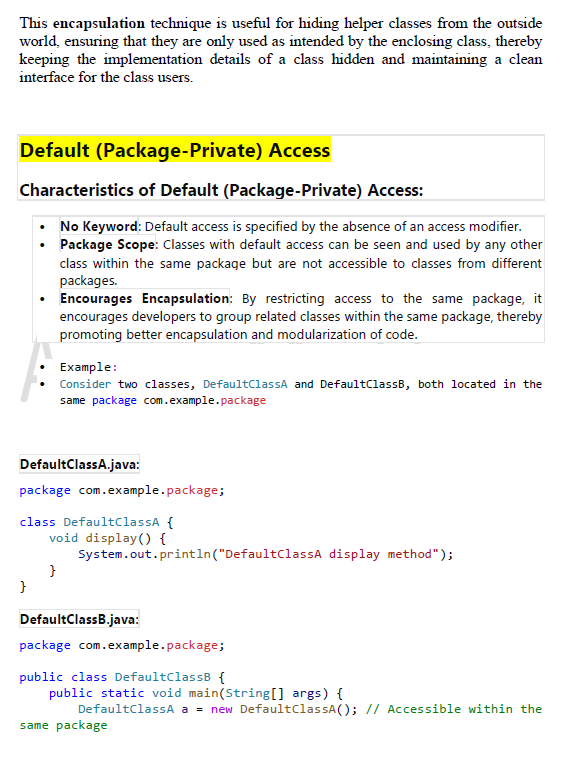 This encapsulation technique is useful for hiding helper classes from the outside
world, ensuring that they are only used as intended by the enclosing class, thereby
keeping the implementation details of a class hidden and maintaining a clean
interface for the class users.
Default (Package-Private) Access
Characteristics of Default (Package-Private) Access:
• No Keyword: Default access is specified by the absence of an access modifier.
• Package Scope: Classes with default access can be seen and used by any other
class within the same package but are not accessible to classes from different
packages.
• Encourages Encapsulation: By restricting access to the same package, it
encourages developers to group related classes within the same package, thereby
promoting better encapsulation and modularization of code.
• Example:
• Consider two classes, DefaultClassA and DefaultClassB, both located in the
same package com.example.package
DefaultClassA.java:
package com.example.package;
class DefaultClassA {
    void display() {
        System.out.println("DefaultClassA display method");
    }
}
DefaultClassB.java:
package com.example.package;
public class DefaultClassB {
    public static void main(String[] args) {
        DefaultClassA a = new DefaultClassA(); // Accessible within the
same package